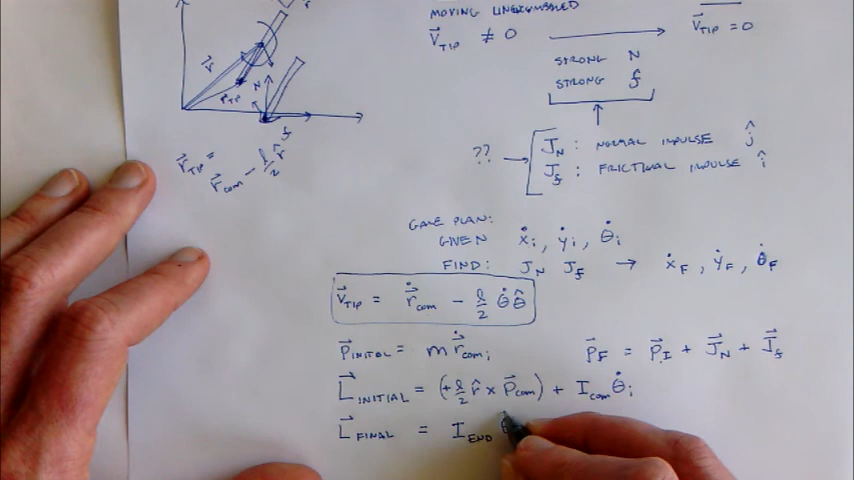 MOVING UNENCUMBERED
V⃗TIP ≠ 0 → V⃗TIP = 0
STRONG N
STRONG f
?? → JN : NORMAL IMPULSE ĵ
Jf : FRICTIONAL IMPULSE î
N
f
r⃗TIP = r⃗COM − l/2 r̂
GAME PLAN:
GIVEN ẋi, ẏi, θ̇i
FIND: JN Jf → ẋF, ẏF, θ̇F
V⃗TIP = ṙ⃗COM − l/2 θ̇ θ̂
P⃗INITIAL = m ṙ⃗COMi P⃗F = P⃗I + J⃗N + J⃗f
L⃗INITIAL = (+l/2 r̂ × P⃗COM) + ICOM θ̇i
L⃗FINAL = IEND